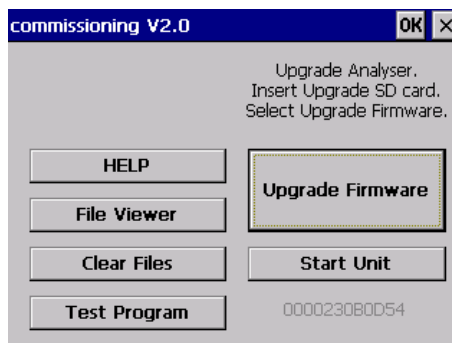 commissioning V2.0
OK ×
Upgrade Analyser.
Insert Upgrade SD card.
Select Upgrade Firmware.
HELP
Upgrade Firmware
File Viewer
Clear Files
Start Unit
Test Program
0000230B0D54